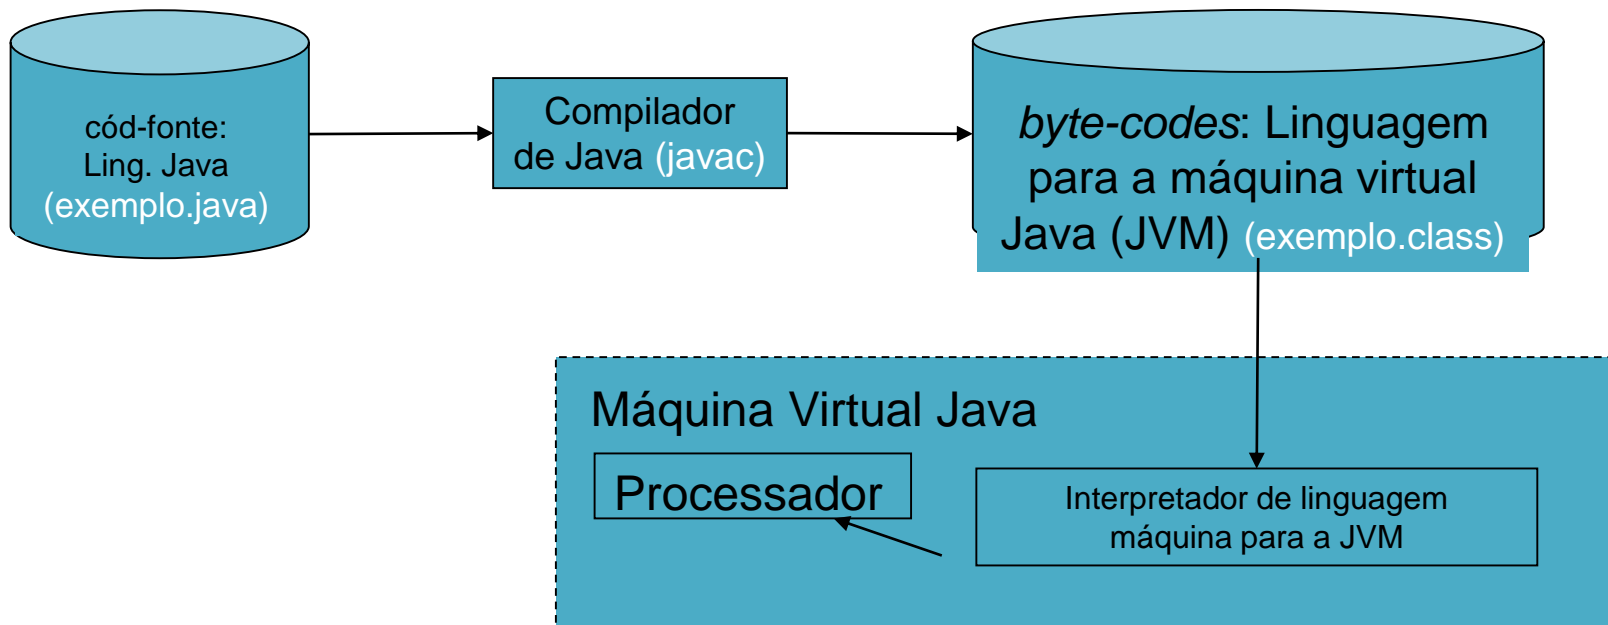 cód-fonte:
Ling. Java
(exemplo.java)
Compilador
de Java (javac)
byte-codes: Linguagem
para a máquina virtual
Java (JVM) (exemplo.class)
Máquina Virtual Java
Processador
Interpretador de linguagem
máquina para a JVM